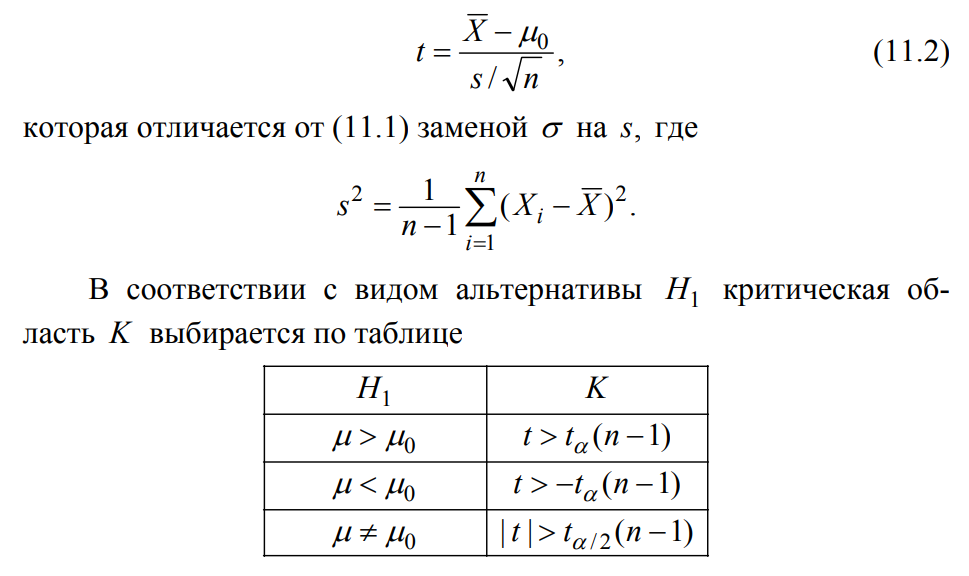 t = (X̄ − μ₀) / (s / √n), (11.2)
которая отличается от (11.1) заменой σ на s, где
s² = 1/(n − 1) ∑ᵢ₌₁ⁿ (Xᵢ − X̄)².
В соответствии с видом альтернативы H₁ критическая об-
ласть K выбирается по таблице
H₁ K
μ > μ₀ t > t_α(n − 1)
μ < μ₀ t > −t_α(n − 1)
μ ≠ μ₀ | t | > t_{α/2}(n − 1)